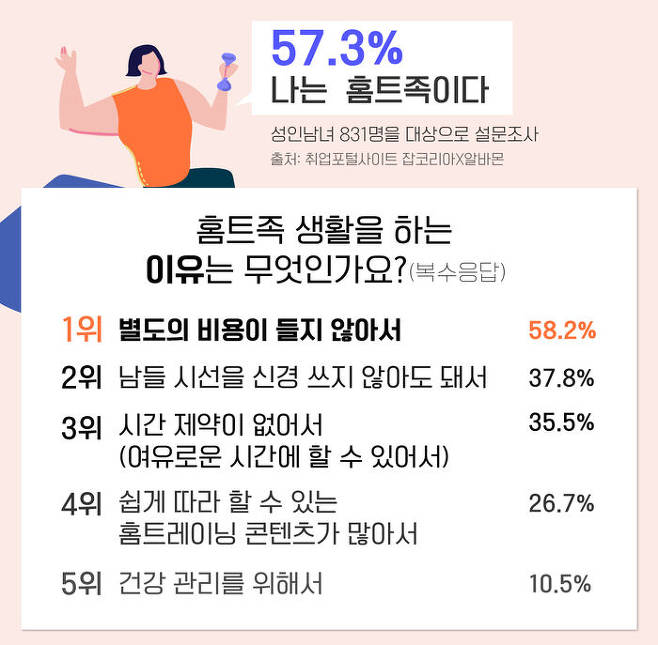 57.3%
나는 홈트족이다
성인남녀 831명을 대상으로 설문조사
출처: 취업포털사이트 잡코리아X알바몬
홈트족 생활을 하는
이유는 무엇인가요?(복수응답)
1위 별도의 비용이 들지 않아서 58.2%
2위 남들 시선을 신경 쓰지 않아도 돼서 37.8%
3위 시간 제약이 없어서 35.5%
(여유로운 시간에 할 수 있어서)
4위 쉽게 따라 할 수 있는 26.7%
홈트레이닝 콘텐츠가 많아서
5위 건강 관리를 위해서 10.5%